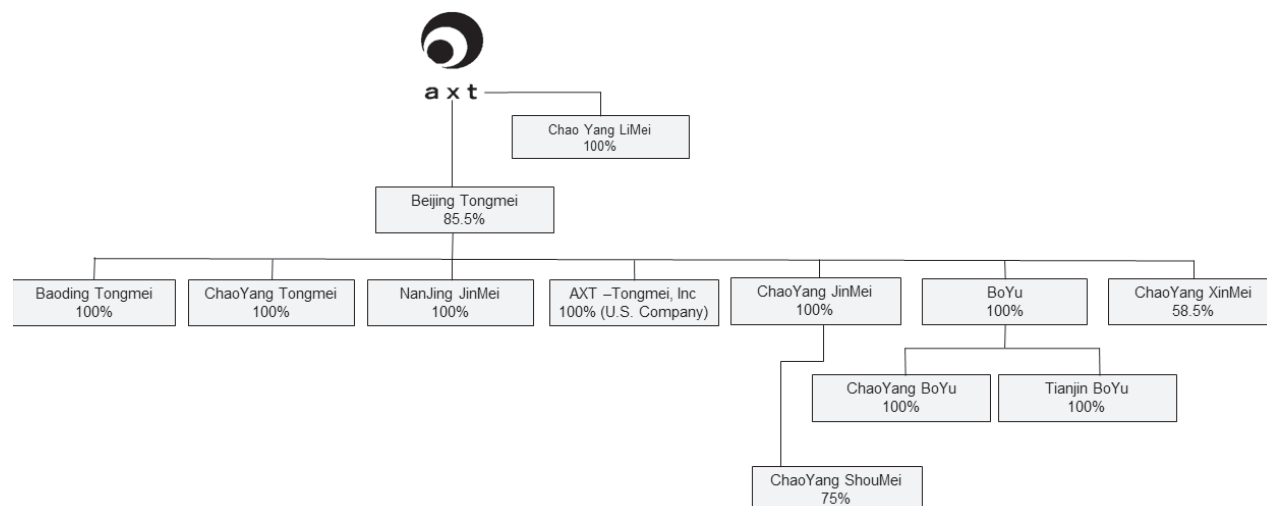 axt
Chao Yang LiMei
100%
Beijing Tongmei
85.5%
Baoding Tongmei
100%
ChaoYang Tongmei
100%
NanJing JinMei
100%
AXT –Tongmei, Inc
100% (U.S. Company)
ChaoYang JinMei
100%
BoYu
100%
ChaoYang XinMei
58.5%
ChaoYang BoYu
100%
Tianjin BoYu
100%
ChaoYang ShouMei
75%